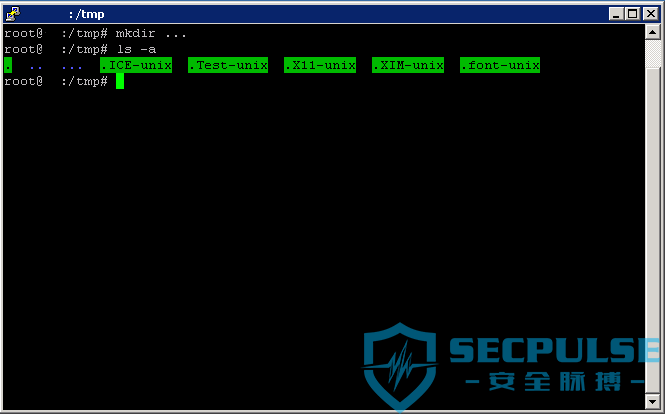 :/tmp
root@  :/tmp# mkdir ...
root@  :/tmp# ls -a
.  ..  ...  .ICE-unix  .Test-unix  .X11-unix  .XIM-unix  .font-unix
root@  :/tmp#
SECPULSE
-安全脉搏-